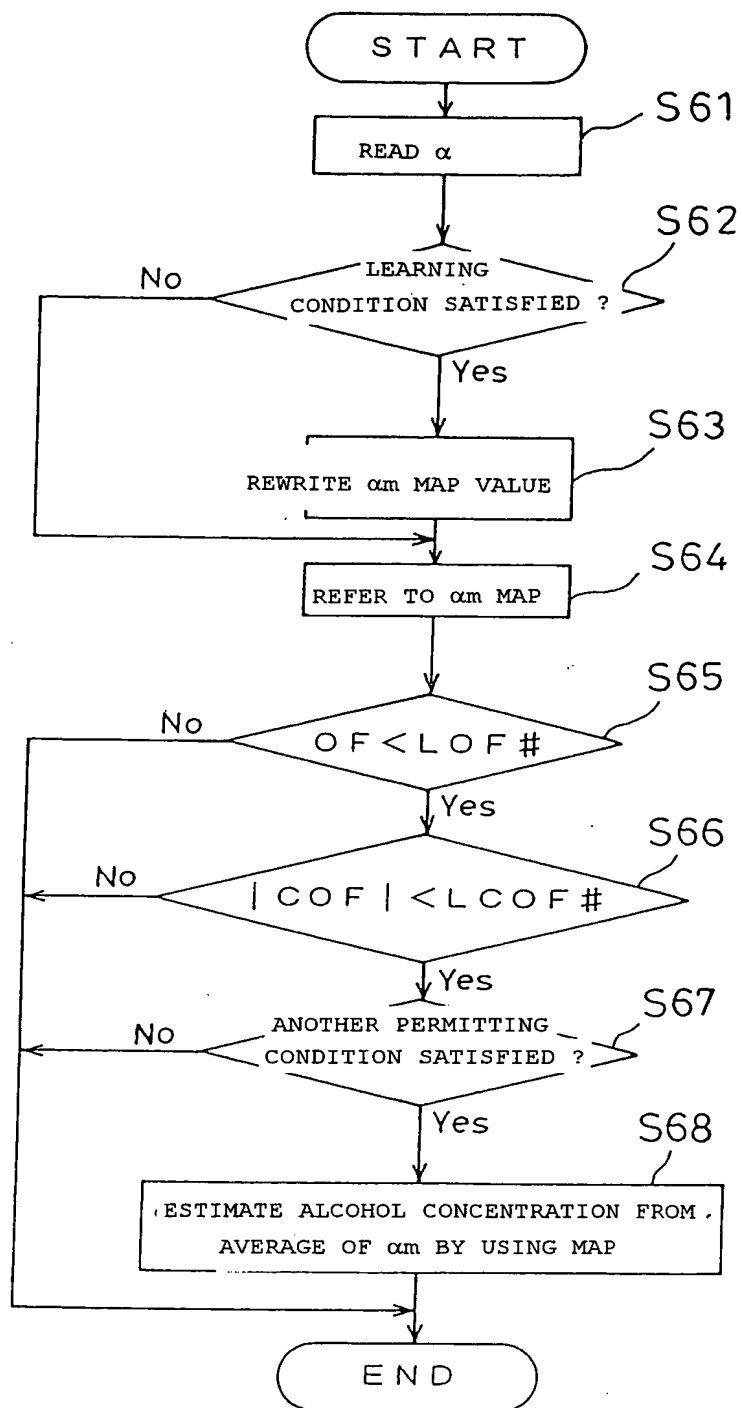 START
S61
READ α
S62
No
LEARNING
CONDITION SATISFIED ?
Yes
S63
REWRITE αm MAP VALUE
S64
REFER TO αm MAP
S65
No
OF<LOF#
Yes
S66
No
|COF|<LCOF#
Yes
S67
No
ANOTHER PERMITTING
CONDITION SATISFIED ?
Yes
S68
ESTIMATE ALCOHOL CONCENTRATION FROM
AVERAGE OF αm BY USING MAP
END